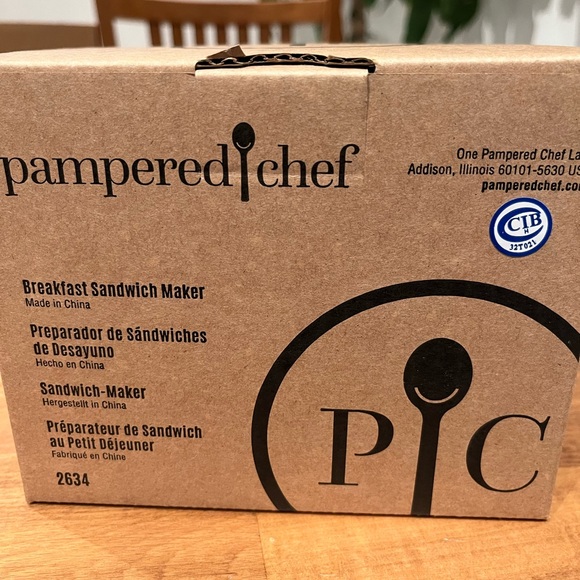 pampered chef
One Pampered Chef La
Addison, Illinois 60101-5630 US
pamperedchef.co
CIB
H
J2T021
Breakfast Sandwich Maker
Made in China
Preparador de Sándwiches
de Desayuno
Hecho en China
Sandwich-Maker
Hergestellt in China
Préparateur de Sandwich
au Petit Déjeuner
Fabriqué en Chine
2634
P C